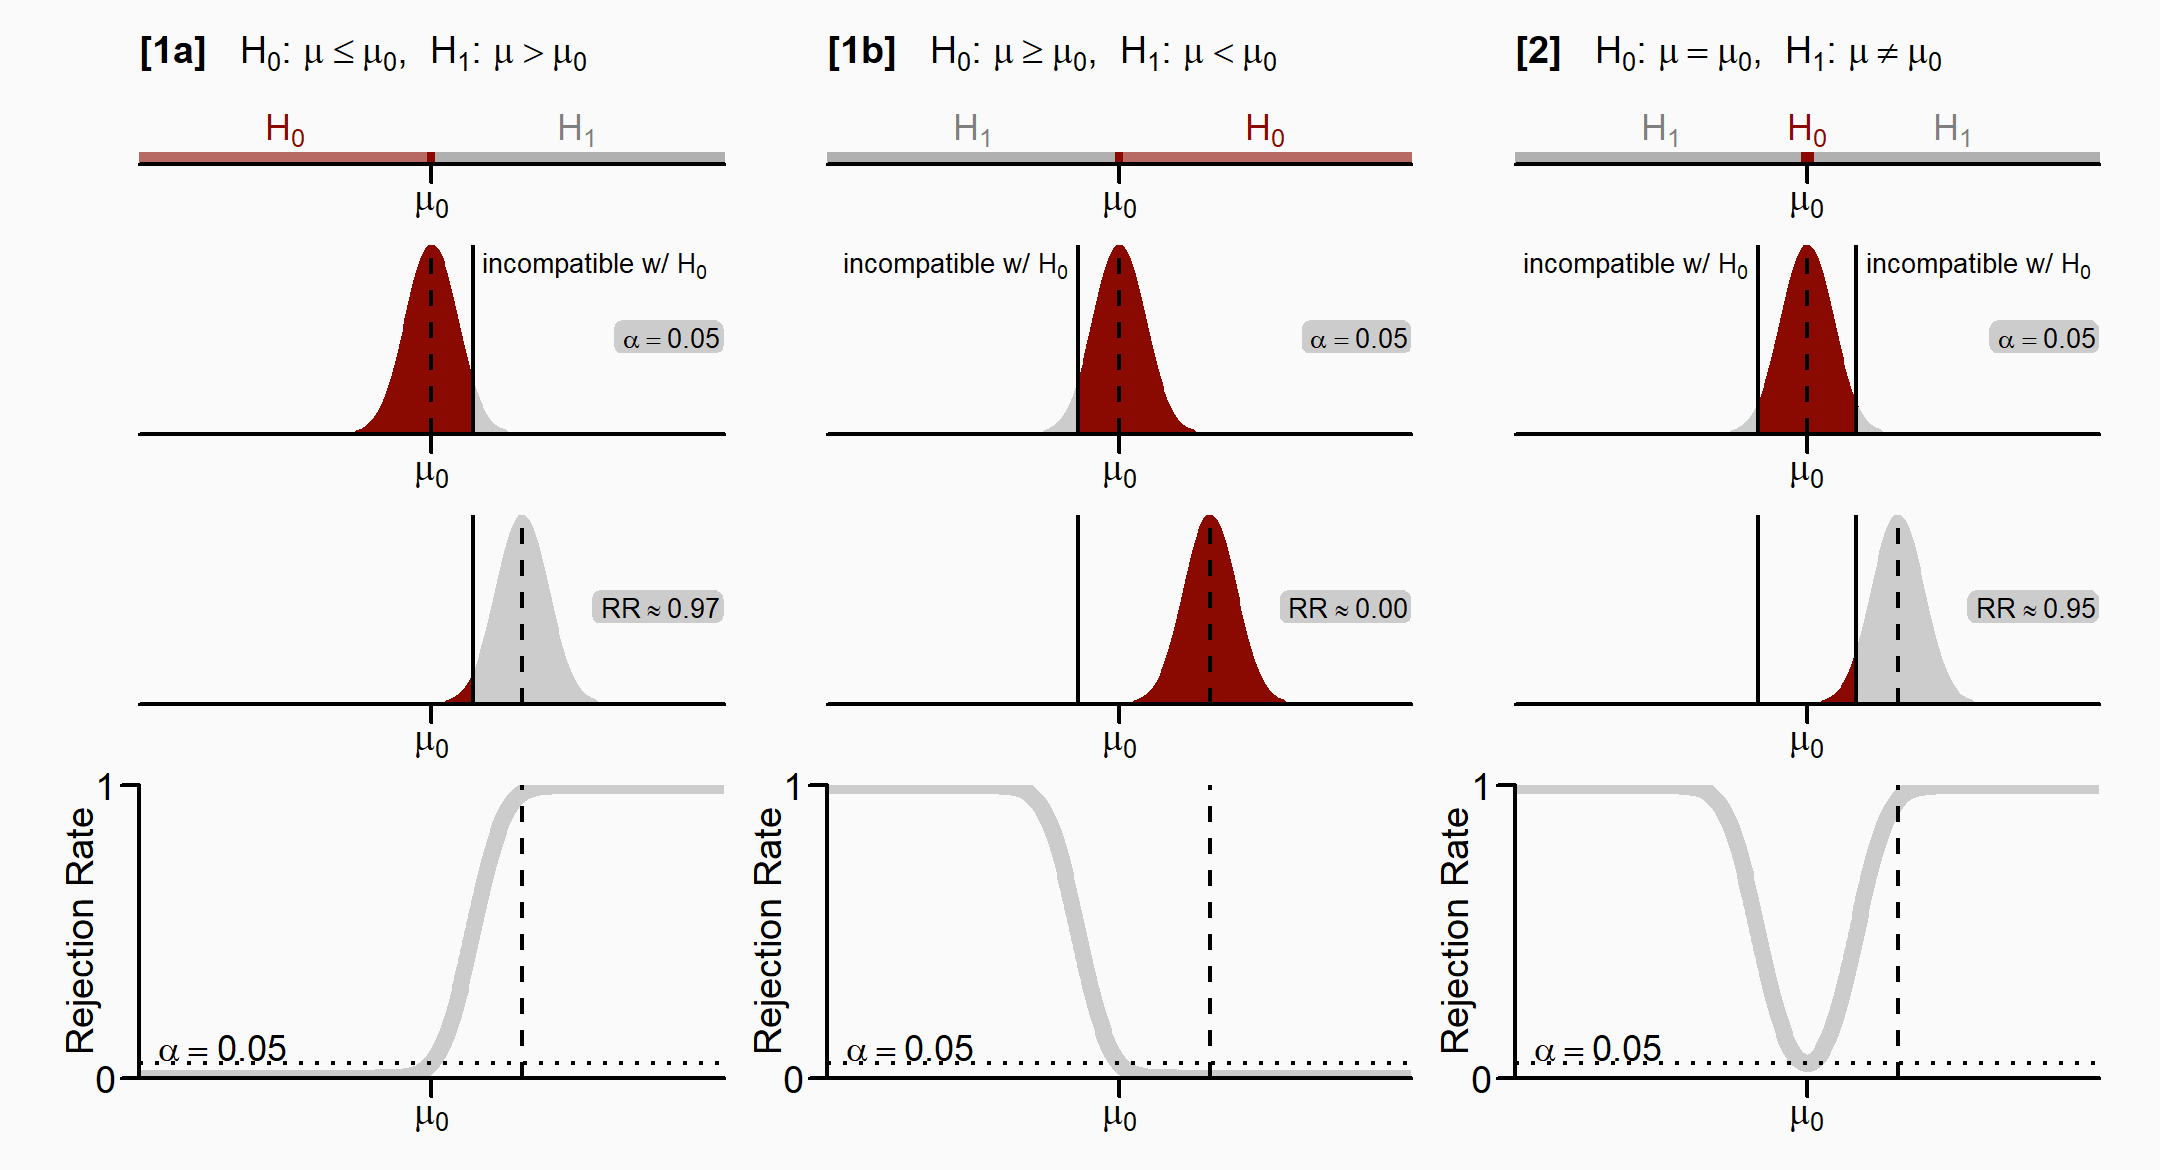 [1a] H₀: μ ≤ μ₀, H₁: μ > μ₀
H₀ H₁
μ₀
incompatible w/ H₀
α = 0.05
μ₀
RR ≈ 0.97
μ₀
1
Rejection Rate
α = 0.05
0
μ₀
[1b] H₀: μ ≥ μ₀, H₁: μ < μ₀
H₁ H₀
μ₀
incompatible w/ H₀
α = 0.05
μ₀
RR ≈ 0.00
μ₀
1
Rejection Rate
α = 0.05
0
μ₀
[2] H₀: μ = μ₀, H₁: μ ≠ μ₀
H₁ H₀ H₁
μ₀
incompatible w/ H₀ incompatible w/ H₀
α = 0.05
μ₀
RR ≈ 0.95
μ₀
1
Rejection Rate
α = 0.05
0
μ₀